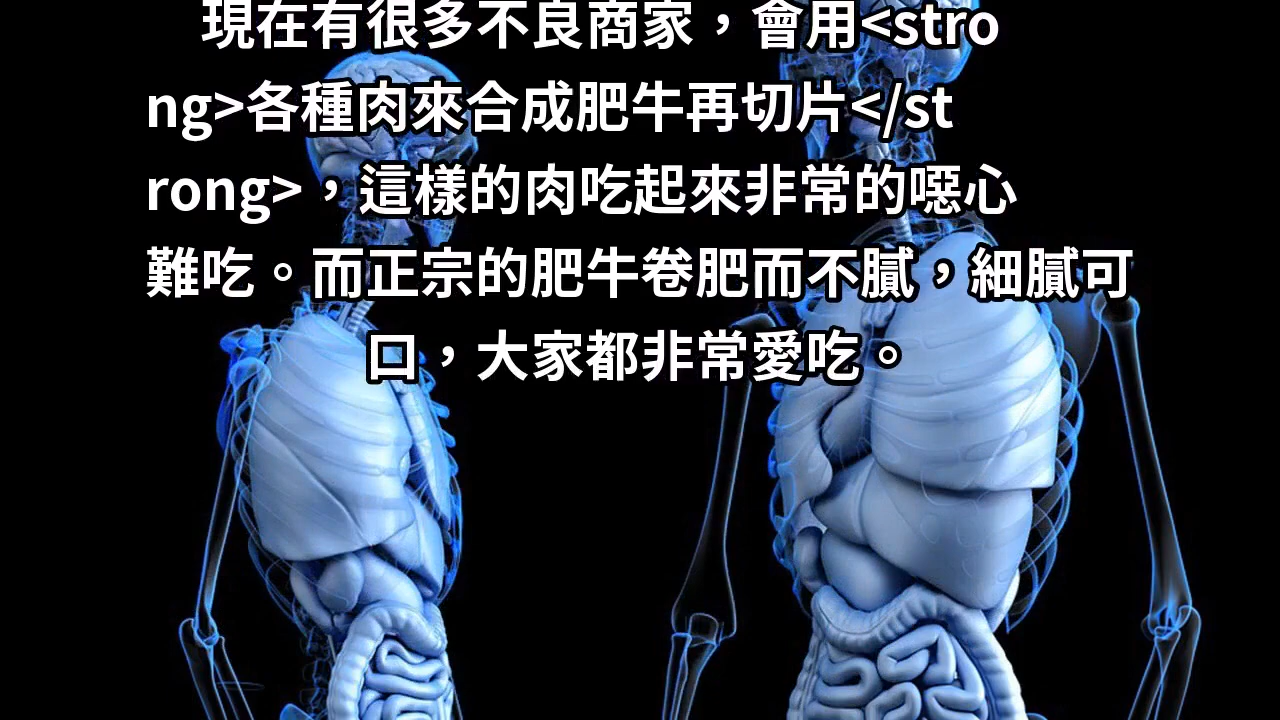 現在有很多不良商家，會用<stro
ng>各種肉來合成肥牛再切片</st
rong>，這樣的肉吃起來非常的噁心
難吃。而正宗的肥牛卷肥而不膩，細膩可
口，大家都非常愛吃。